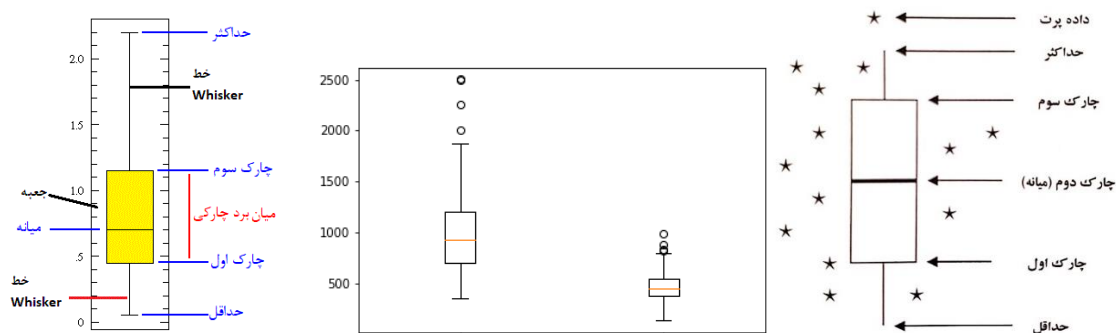 حداکثر
2.0
خط
Whisker
1.5
چارک سوم
جعبه
1.0
میان برد چارکی
میانه
.5
چارک اول
خط
Whisker
حداقل
0
2500
2000
1500
1000
500
داده پرت
حداکثر
چارک سوم
چارک دوم (میانه)
چارک اول
حداقل